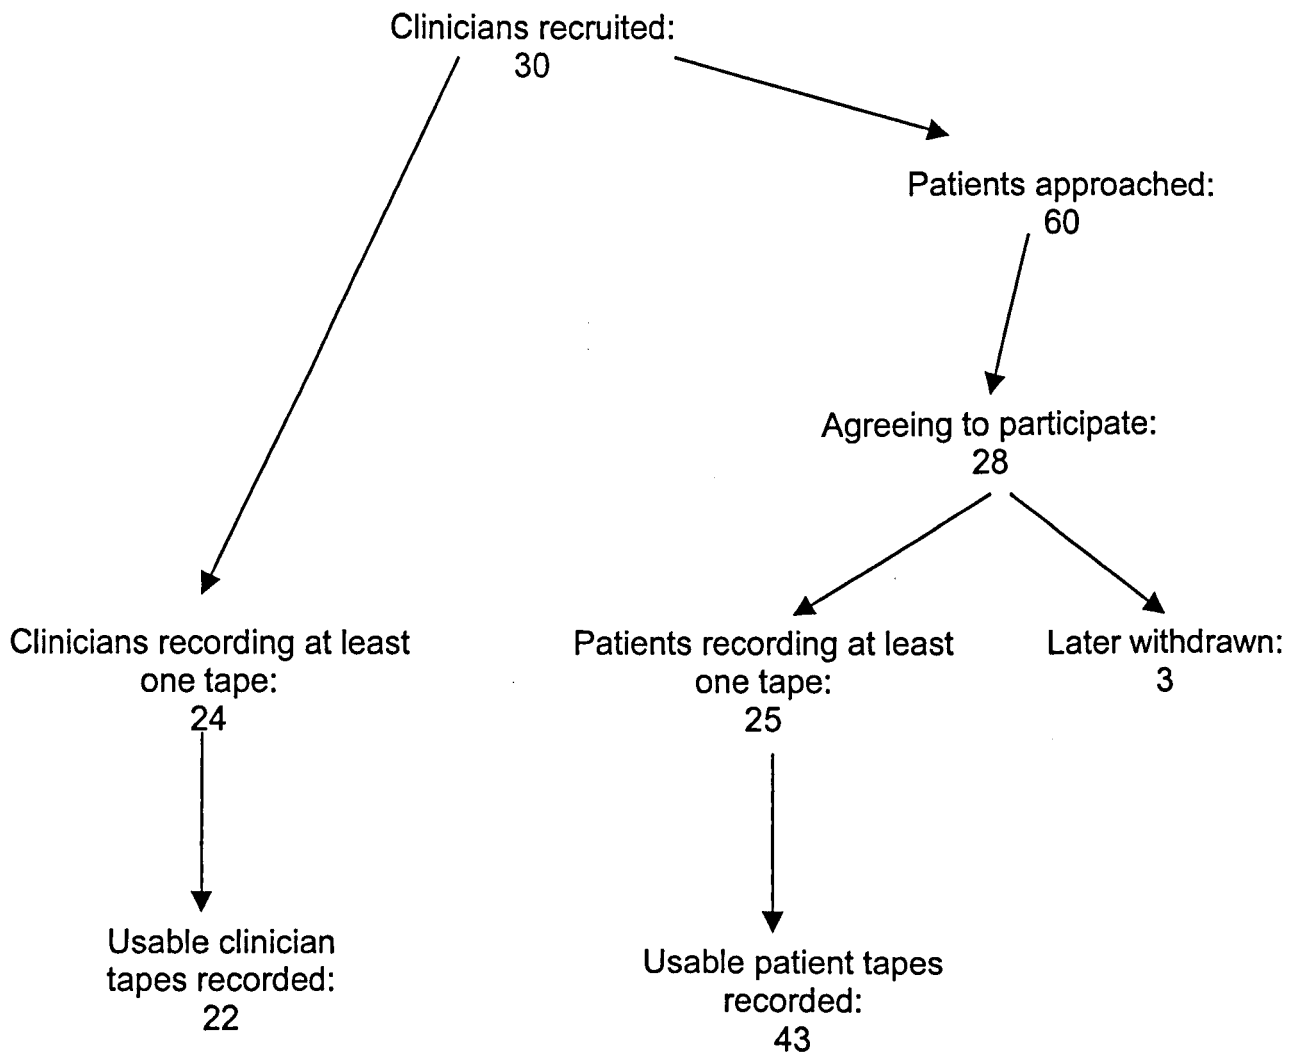 Clinicians recruited:
30
Patients approached:
60
Agreeing to participate:
28
Clinicians recording at least
one tape:
24
Patients recording at least
one tape:
25
Later withdrawn:
3
Usable clinician
tapes recorded:
22
Usable patient tapes
recorded:
43